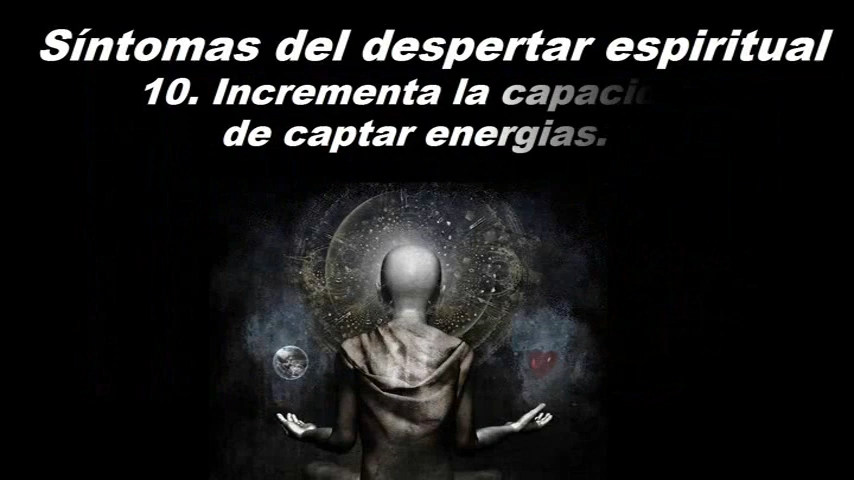 Síntomas del despertar espiritual
10. Incrementa la
de captar energias.